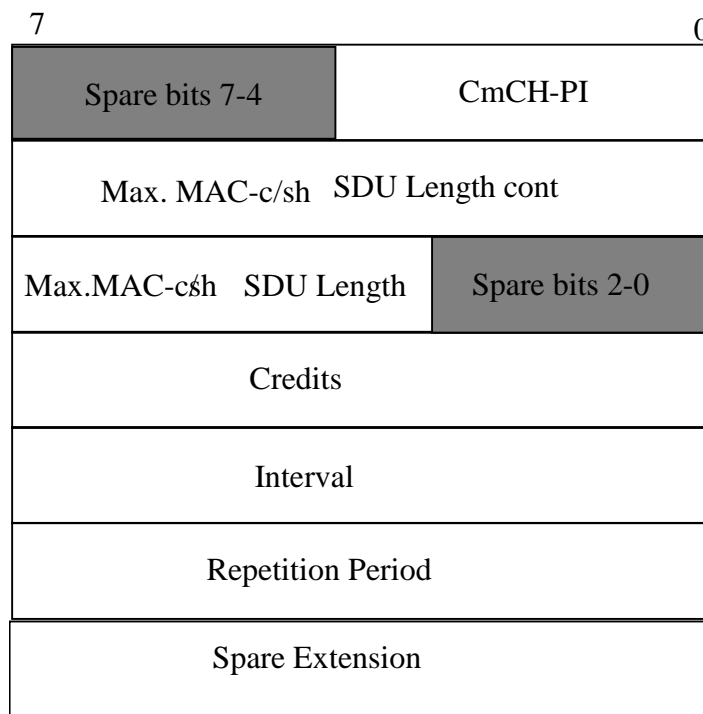 7 0
Spare bits 7-4 CmCH-PI
Max. MAC-c/sh SDU Length cont
Max.MAC-c/sh SDU Length Spare bits 2-0
Credits
Interval
Repetition Period
Spare Extension